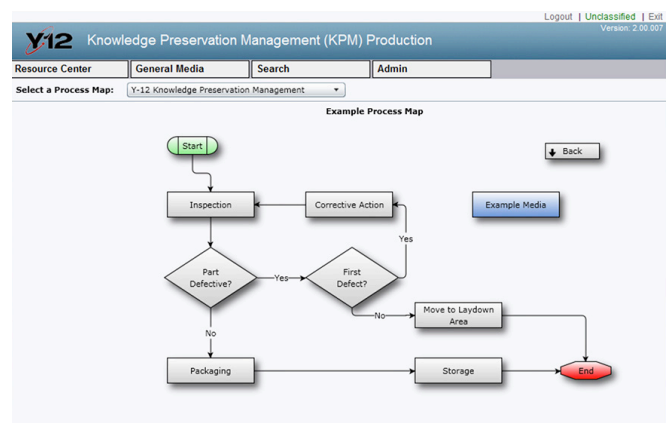 Logout | Unclassified | Exit
Y-12 Knowledge Preservation Management (KPM) Production
Version: 2.00.007
Resource Center General Media Search Admin
Select a Process Map: Y-12 Knowledge Preservation Management
Example Process Map
Start
Back
Inspection
Corrective Action
Example Media
Yes
Part
Defective?
Yes
First
Defect?
No
Move to Laydown
Area
No
Packaging
Storage
End